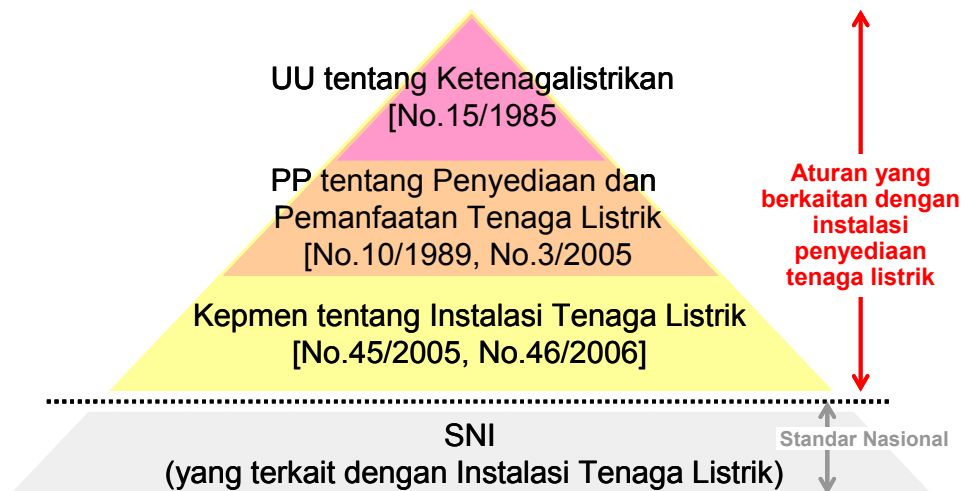 UU tentang Ketenagalistrikan
[No.15/1985
PP tentang Penyediaan dan
Pemanfaatan Tenaga Listrik
[No.10/1989, No.3/2005
Kepmen tentang Instalasi Tenaga Listrik
[No.45/2005, No.46/2006]
Aturan yang
berkaitan dengan
instalasi
penyediaan
tenaga listrik
SNI
(yang terkait dengan Instalasi Tenaga Listrik)
Standar Nasional